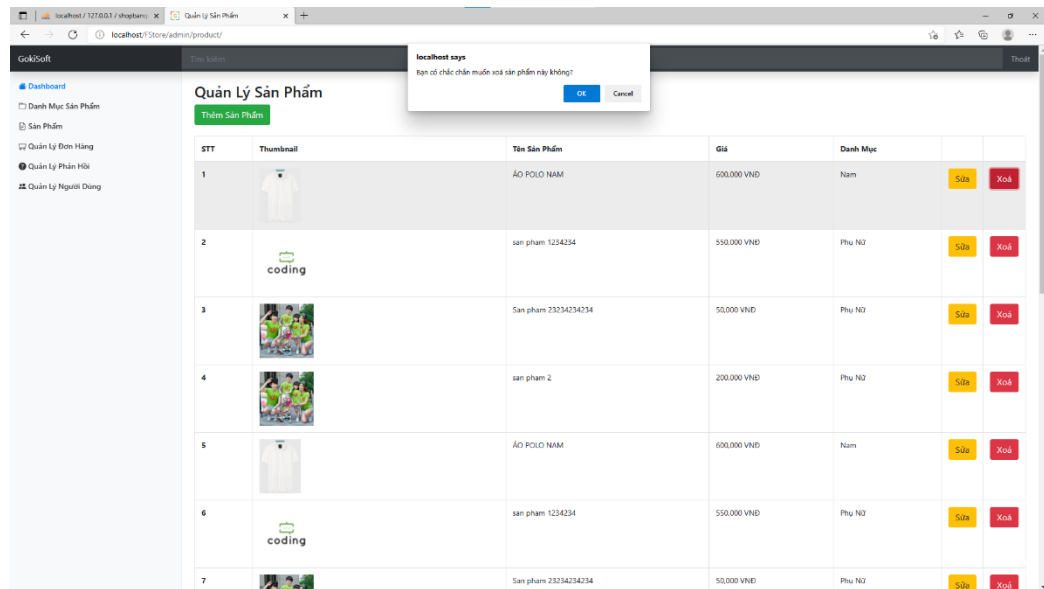 localhost / 127.0.0.1 / shopbanq
Quản Lý Sản Phẩm
localhost/FStore/admin/product/
GokiSoft
Tìm kiếm
Thoát
localhost says
Bạn có chắc chắn muốn xoá sản phẩm này không?
OK Cancel
Dashboard
Danh Mục Sản Phẩm
Sản Phẩm
Quản Lý Đơn Hàng
Quản Lý Phản Hồi
Quản Lý Người Dùng
Quản Lý Sản Phẩm
Thêm Sản Phẩm
STT Thumbnail Tên Sản Phẩm Giá Danh Mục
1 ÁO POLO NAM 600,000 VNĐ Nam Sửa Xoá
2 coding san pham 1234234 550,000 VNĐ Phụ Nữ Sửa Xoá
3 San pham 23234234234 50,000 VNĐ Phụ Nữ Sửa Xoá
4 san pham 2 200,000 VNĐ Phụ Nữ Sửa Xoá
5 ÁO POLO NAM 600,000 VNĐ Nam Sửa Xoá
6 coding san pham 1234234 550,000 VNĐ Phụ Nữ Sửa Xoá
7 San pham 23234234234 50,000 VNĐ Phụ Nữ Sửa Xoá